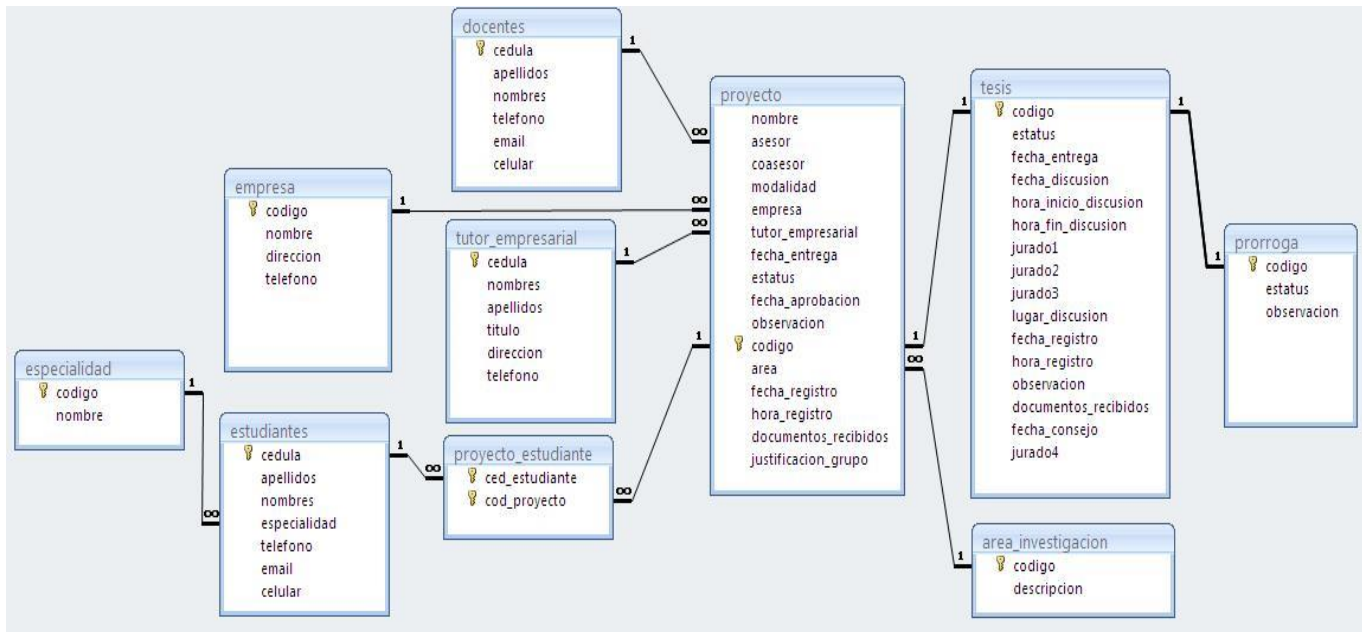 docentes
cedula
apellidos
nombres
telefono
email
celular
empresa
codigo
nombre
direccion
telefono
tutor_empresarial
cedula
nombres
apellidos
titulo
direccion
telefono
especialidad
codigo
nombre
estudiantes
cedula
apellidos
nombres
especialidad
telefono
email
celular
proyecto_estudiante
ced_estudiante
cod_proyecto
proyecto
nombre
asesor
coasesor
modalidad
empresa
tutor_empresarial
fecha_entrega
estatus
fecha_aprobacion
observacion
codigo
area
fecha_registro
hora_registro
documentos_recibidos
justificacion_grupo
tesis
codigo
estatus
fecha_entrega
fecha_discusion
hora_inicio_discusion
hora_fin_discusion
jurado1
jurado2
jurado3
lugar_discusion
fecha_registro
hora_registro
observacion
documentos_recibidos
fecha_consejo
jurado4
prorroga
codigo
estatus
observacion
area_investigacion
codigo
descripcion
1
∞
1
∞
1
∞
1
∞
1
∞
1
∞
1
1
1
1
∞
1